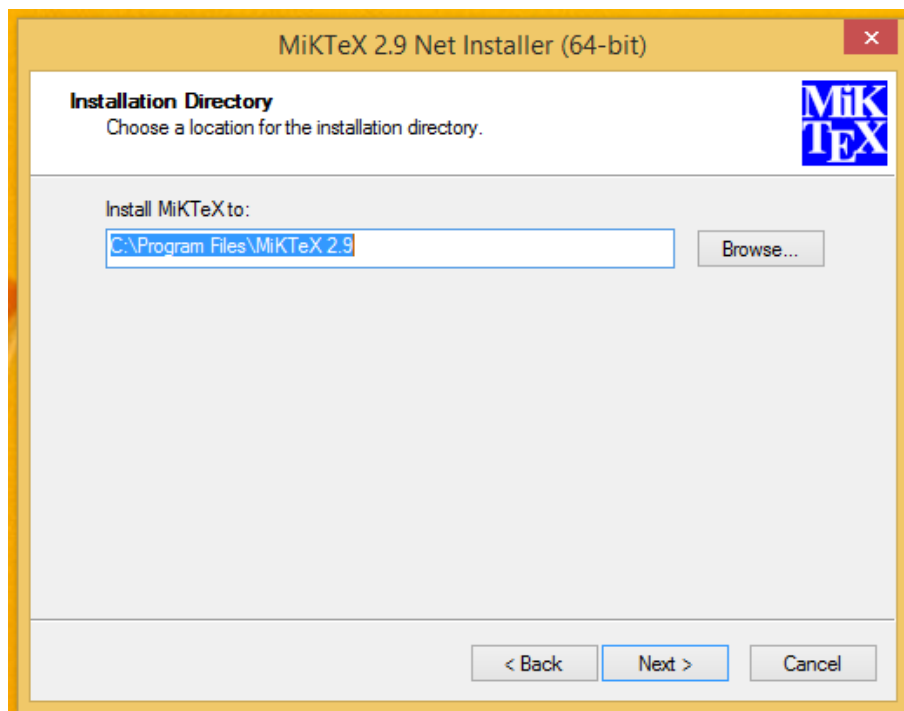 MiKTeX 2.9 Net Installer (64-bit)
Installation Directory
Choose a location for the installation directory.
MiK
TEX
Install MiKTeX to:
C:\Program Files\MiKTeX 2.9
Browse...
< Back
Next >
Cancel